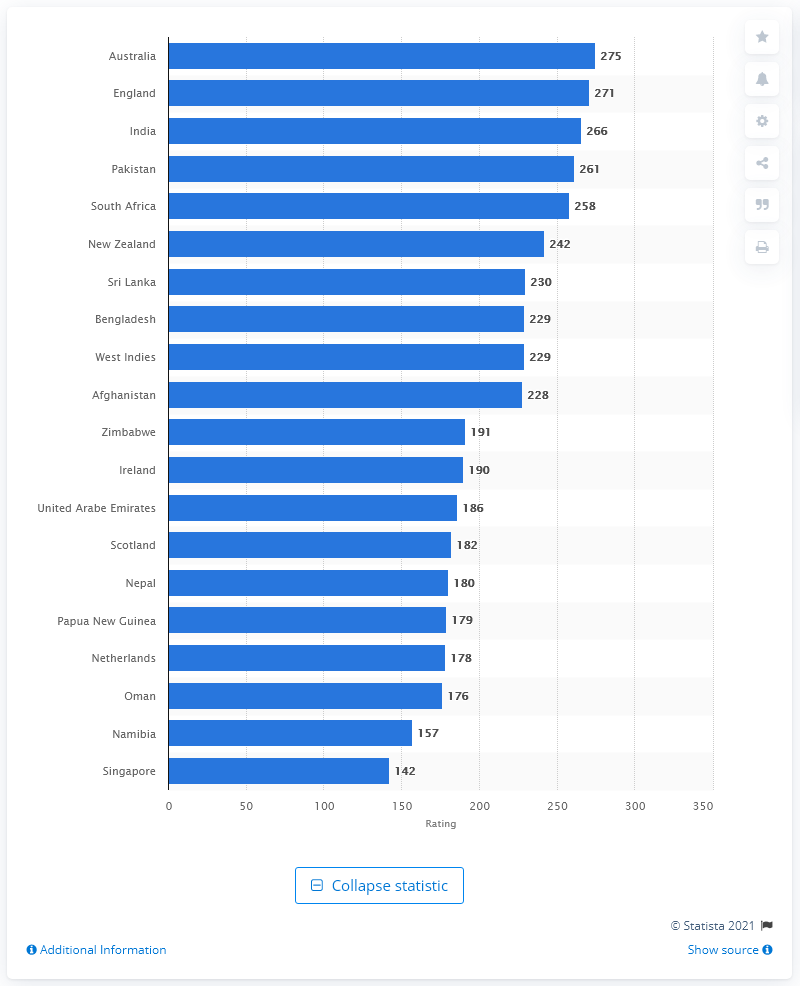 Australia 275
England 271
India 266
Pakistan 261
South Africa 258
New Zealand 242
Sri Lanka 230
Bengladesh 229
West Indies 229
Afghanistan 228
Zimbabwe 191
Ireland 190
United Arabe Emirates 186
Scotland 182
Nepal 180
Papua New Guinea 179
Netherlands 178
Oman 176
Namibia 157
Singapore 142
0 50 100 150 200 250 300 350
Rating
Collapse statistic
© Statista 2021
Additional Information Show source